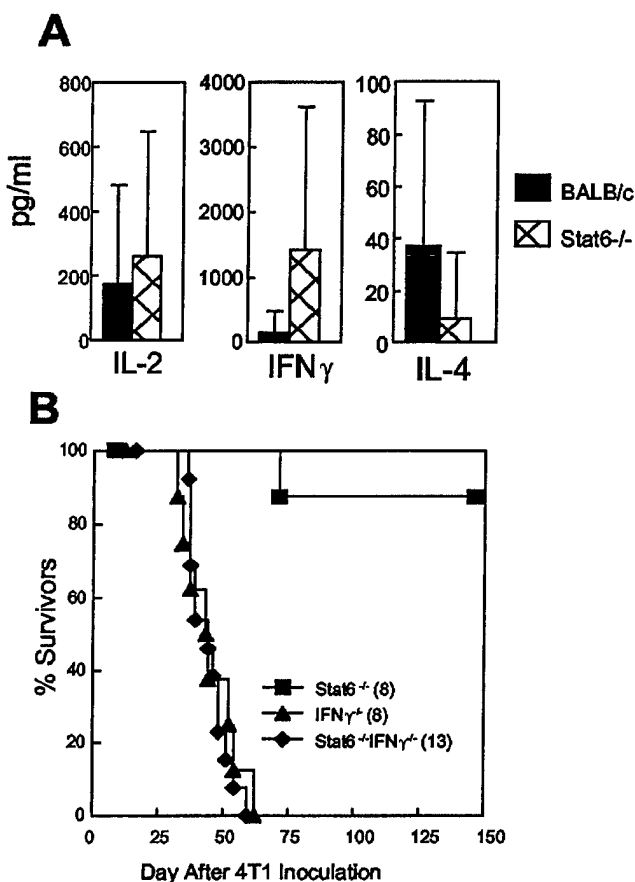 A
pg/ml
800
600
400
200
0
IL-2
4000
3000
2000
1000
0
IFNγ
100
80
60
40
20
0
IL-4
BALB/c
Stat6-/-
B
% Survivors
100
80
60
40
20
0
0
25
50
75
100
125
150
Stat6-/- (8)
IFNγ-/- (8)
Stat6-/-IFNγ-/- (13)
Day After 4T1 Inoculation